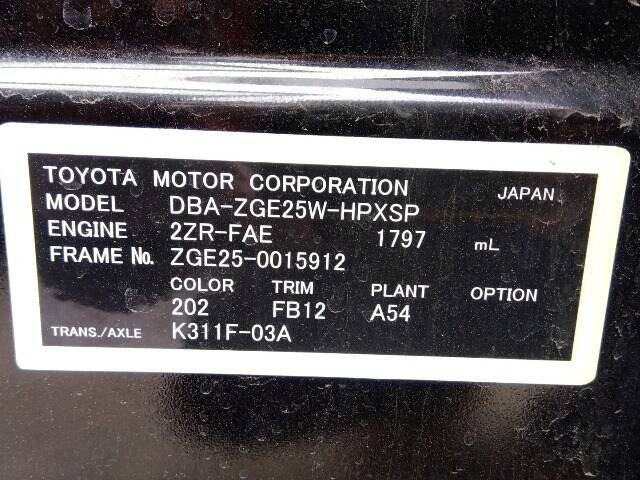 TOYOTA MOTOR CORPORATION JAPAN
MODEL DBA-ZGE25W-HPXSP
ENGINE 2ZR-FAE 1797 mL
FRAME No. ZGE25-0015912
COLOR TRIM PLANT OPTION
202 FB12 A54
TRANS./AXLE K311F-03A